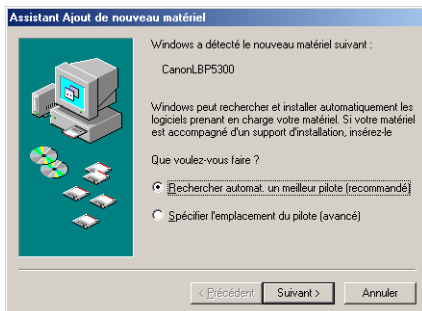 Assistant Ajout de nouveau matériel
Windows a détecté le nouveau matériel suivant :
CanonLBP5300
Windows peut rechercher et installer automatiquement les
logiciels prenant en charge votre matériel. Si votre matériel
est accompagné d'un support d'installation, insérez-le
Que voulez-vous faire ?
Rechercher automat. un meilleur pilote (recommandé)
Spécifier l'emplacement du pilote (avancé)
< Précédent Suivant > Annuler